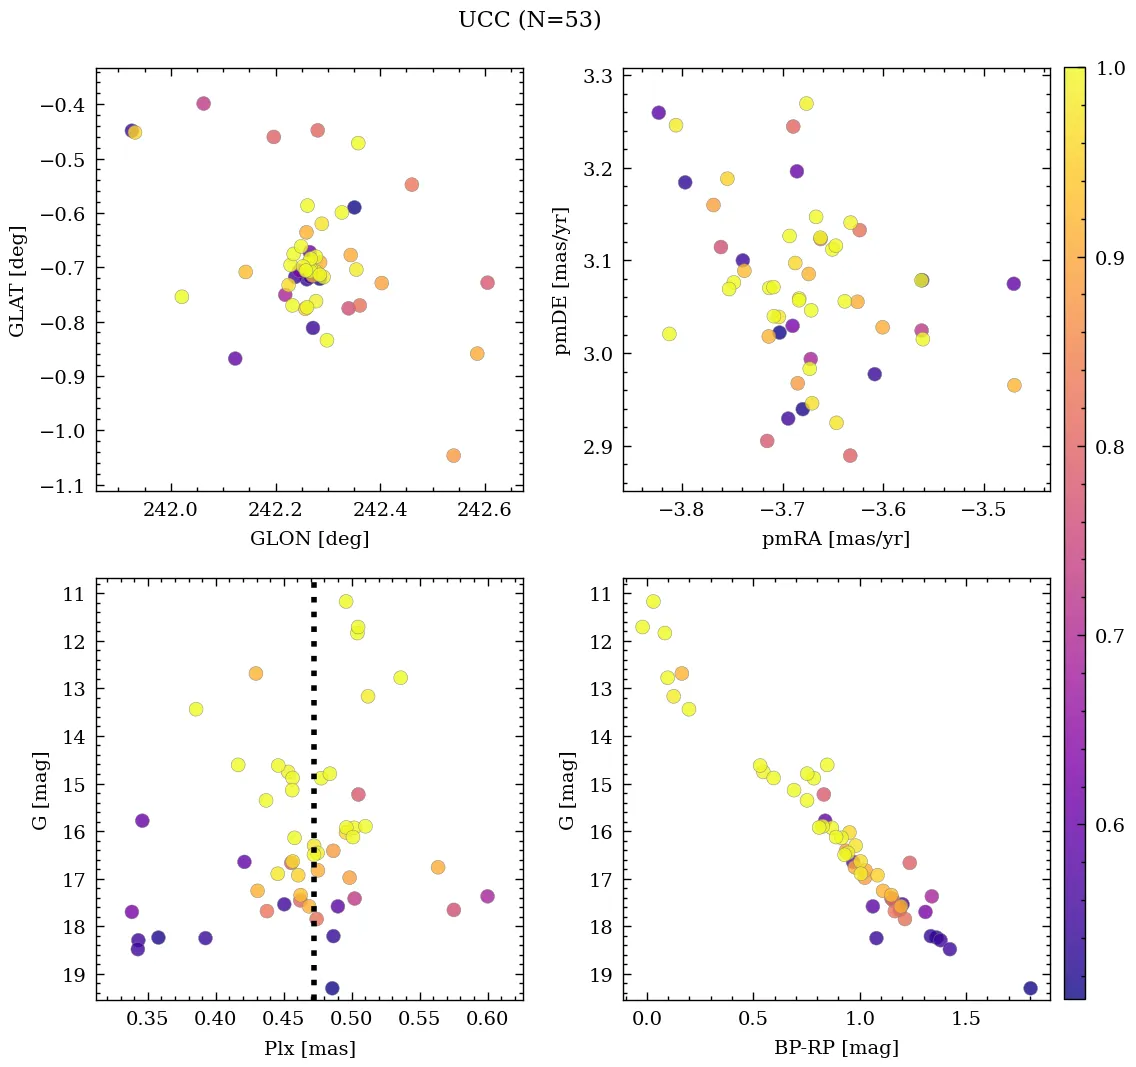 UCC (N=53)
−0.4
−0.5
−0.6
−0.7
−0.8
−0.9
−1.0
−1.1
GLAT [deg]
242.0 242.2 242.4 242.6
GLON [deg]
3.3
3.2
3.1
3.0
2.9
pmDE [mas/yr]
−3.8 −3.7 −3.6 −3.5
pmRA [mas/yr]
1.0
0.9
0.8
0.7
0.6
11
12
13
14
15
16
17
18
19
G [mag]
0.35 0.40 0.45 0.50 0.55 0.60
Plx [mas]
11
12
13
14
15
16
17
18
19
G [mag]
0.0 0.5 1.0 1.5
BP-RP [mag]